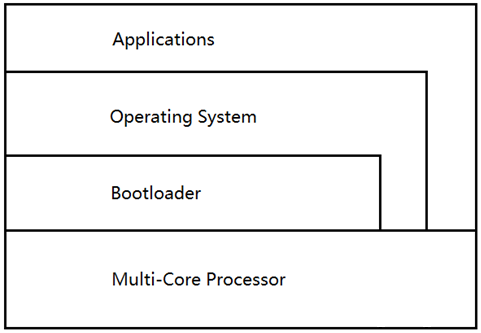 Applications
Operating System
Bootloader
Multi-Core Processor